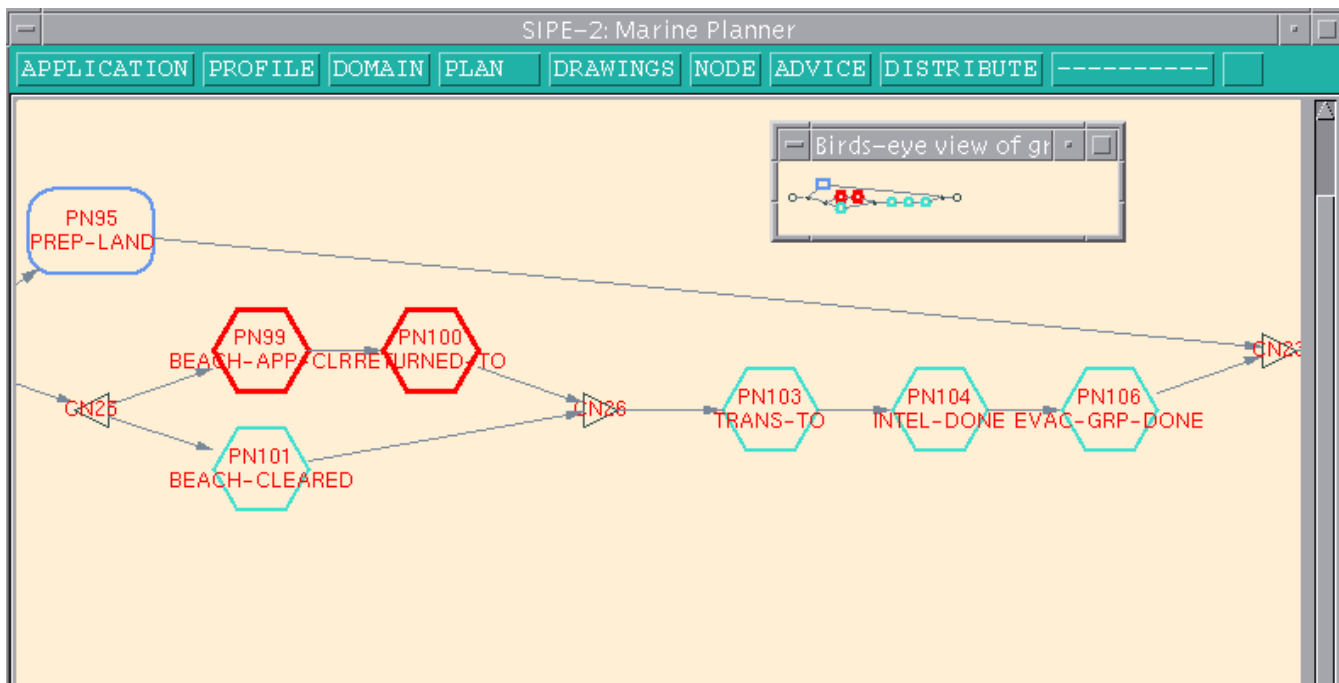 SIPE-2: Marine Planner
APPLICATION PROFILE DOMAIN PLAN DRAWINGS NODE ADVICE DISTRIBUTE ----------
Birds-eye view of gr
PN95
PREP-LAND
PN99
BEACH-APP-CLR
PN100
RETURNED-TO
CN25
CN26
CN23
PN101
BEACH-CLEARED
PN103
TRANS-TO
PN104
INTEL-DONE
PN106
EVAC-GRP-DONE